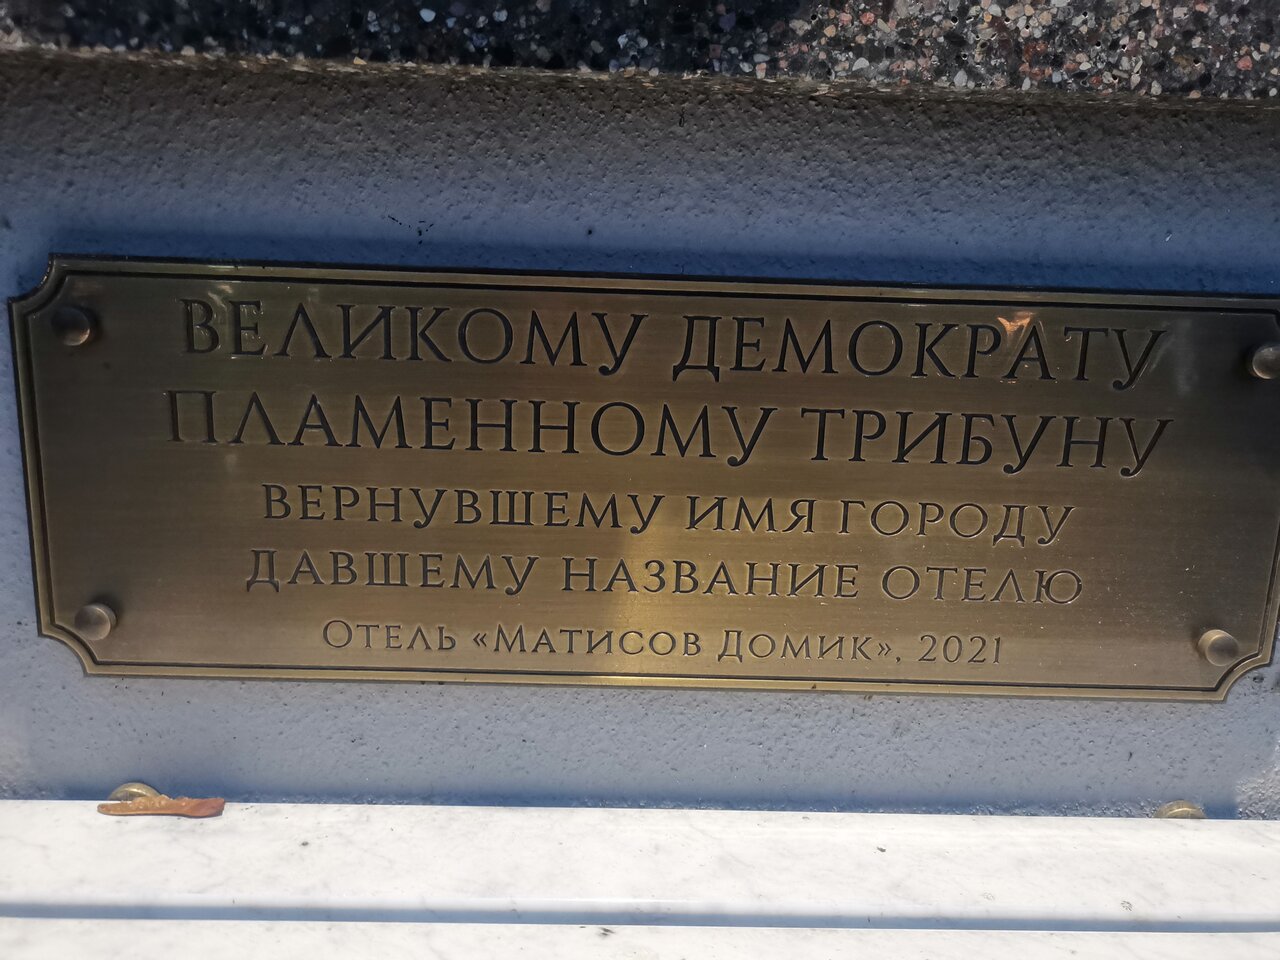 ВЕЛИКОМУ ДЕМОКРАТУ
ПЛАМЕННОМУ ТРИБУНУ
ВЕРНУВШЕМУ ИМЯ ГОРОДУ
ДАВШЕМУ НАЗВАНИЕ ОТЕЛЮ
ОТЕЛЬ «МАТИСОВ ДОМИК», 2021